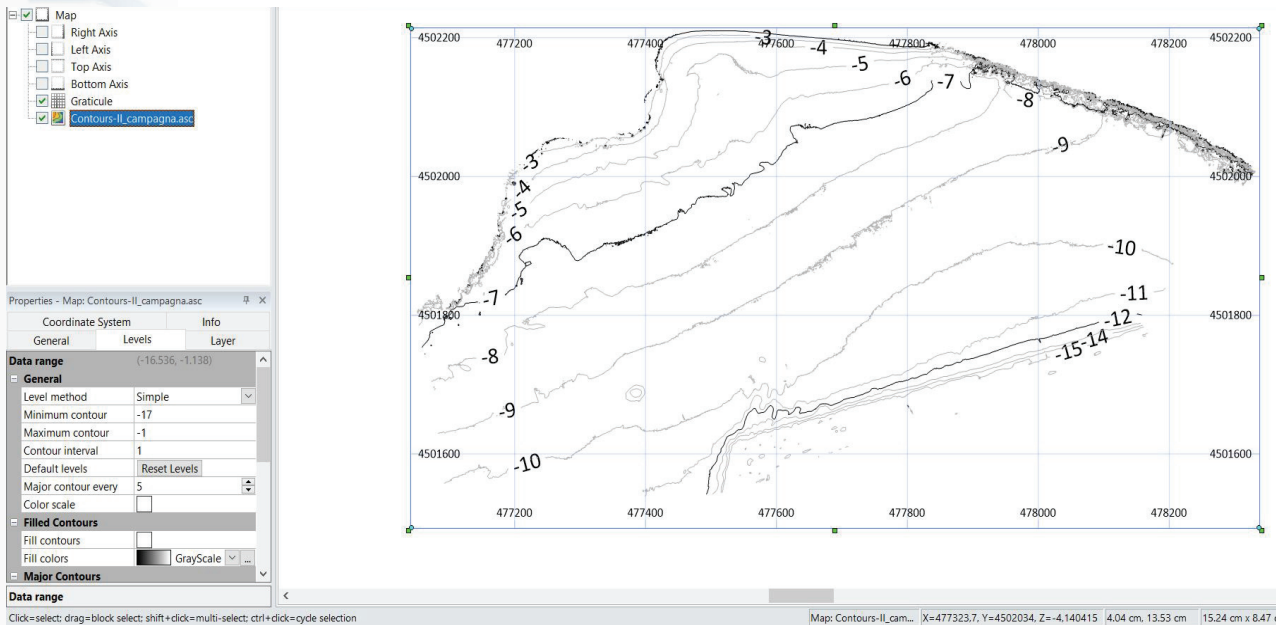 Map
Right Axis
Left Axis
Top Axis
Bottom Axis
Graticule
Contours-II_campagna.asc
Properties - Map: Contours-II_campagna.asc
Coordinate System Info
General Levels Layer
Data range (-16.536, -1.138)
General
Level method Simple
Minimum contour -17
Maximum contour -1
Contour interval 1
Default levels Reset Levels
Major contour every 5
Color scale
Filled Contours
Fill contours
Fill colors GrayScale ...
Major Contours
Data range
4502200 477200 477400 477600 477800 478000 478200 4502200
-3
-4
-5
-6 -7
-8
-9
-3
4502000 4502000
-4
-5
-6
-10
-7
-11
4501800 -12 4501800
-8
-15 -14
-9
4501600 -10 4501600
477200 477400 477600 477800 478000 478200
Click=select; drag=block select; shift+click=multi-select; ctrl+click=cycle selection
Map: Contours-II_cam... X=477323,7, Y=4502034, Z=-4,140415 4.04 cm, 13.53 cm 15.24 cm x 8.47